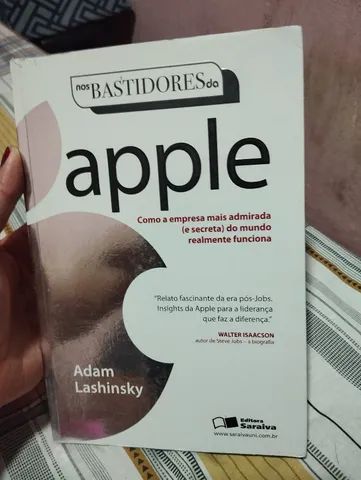 nos BASTIDORES da
apple
Como a empresa mais admirada
(e secreta) do mundo
realmente funciona
"Relato fascinante da era pós-Jobs.
Insights da Apple para a liderança
que faz a diferença."
WALTER ISAACSON
autor de Steve Jobs – a biografia
Adam
Lashinsky
Editora
Saraiva
www.saraivauni.com.br